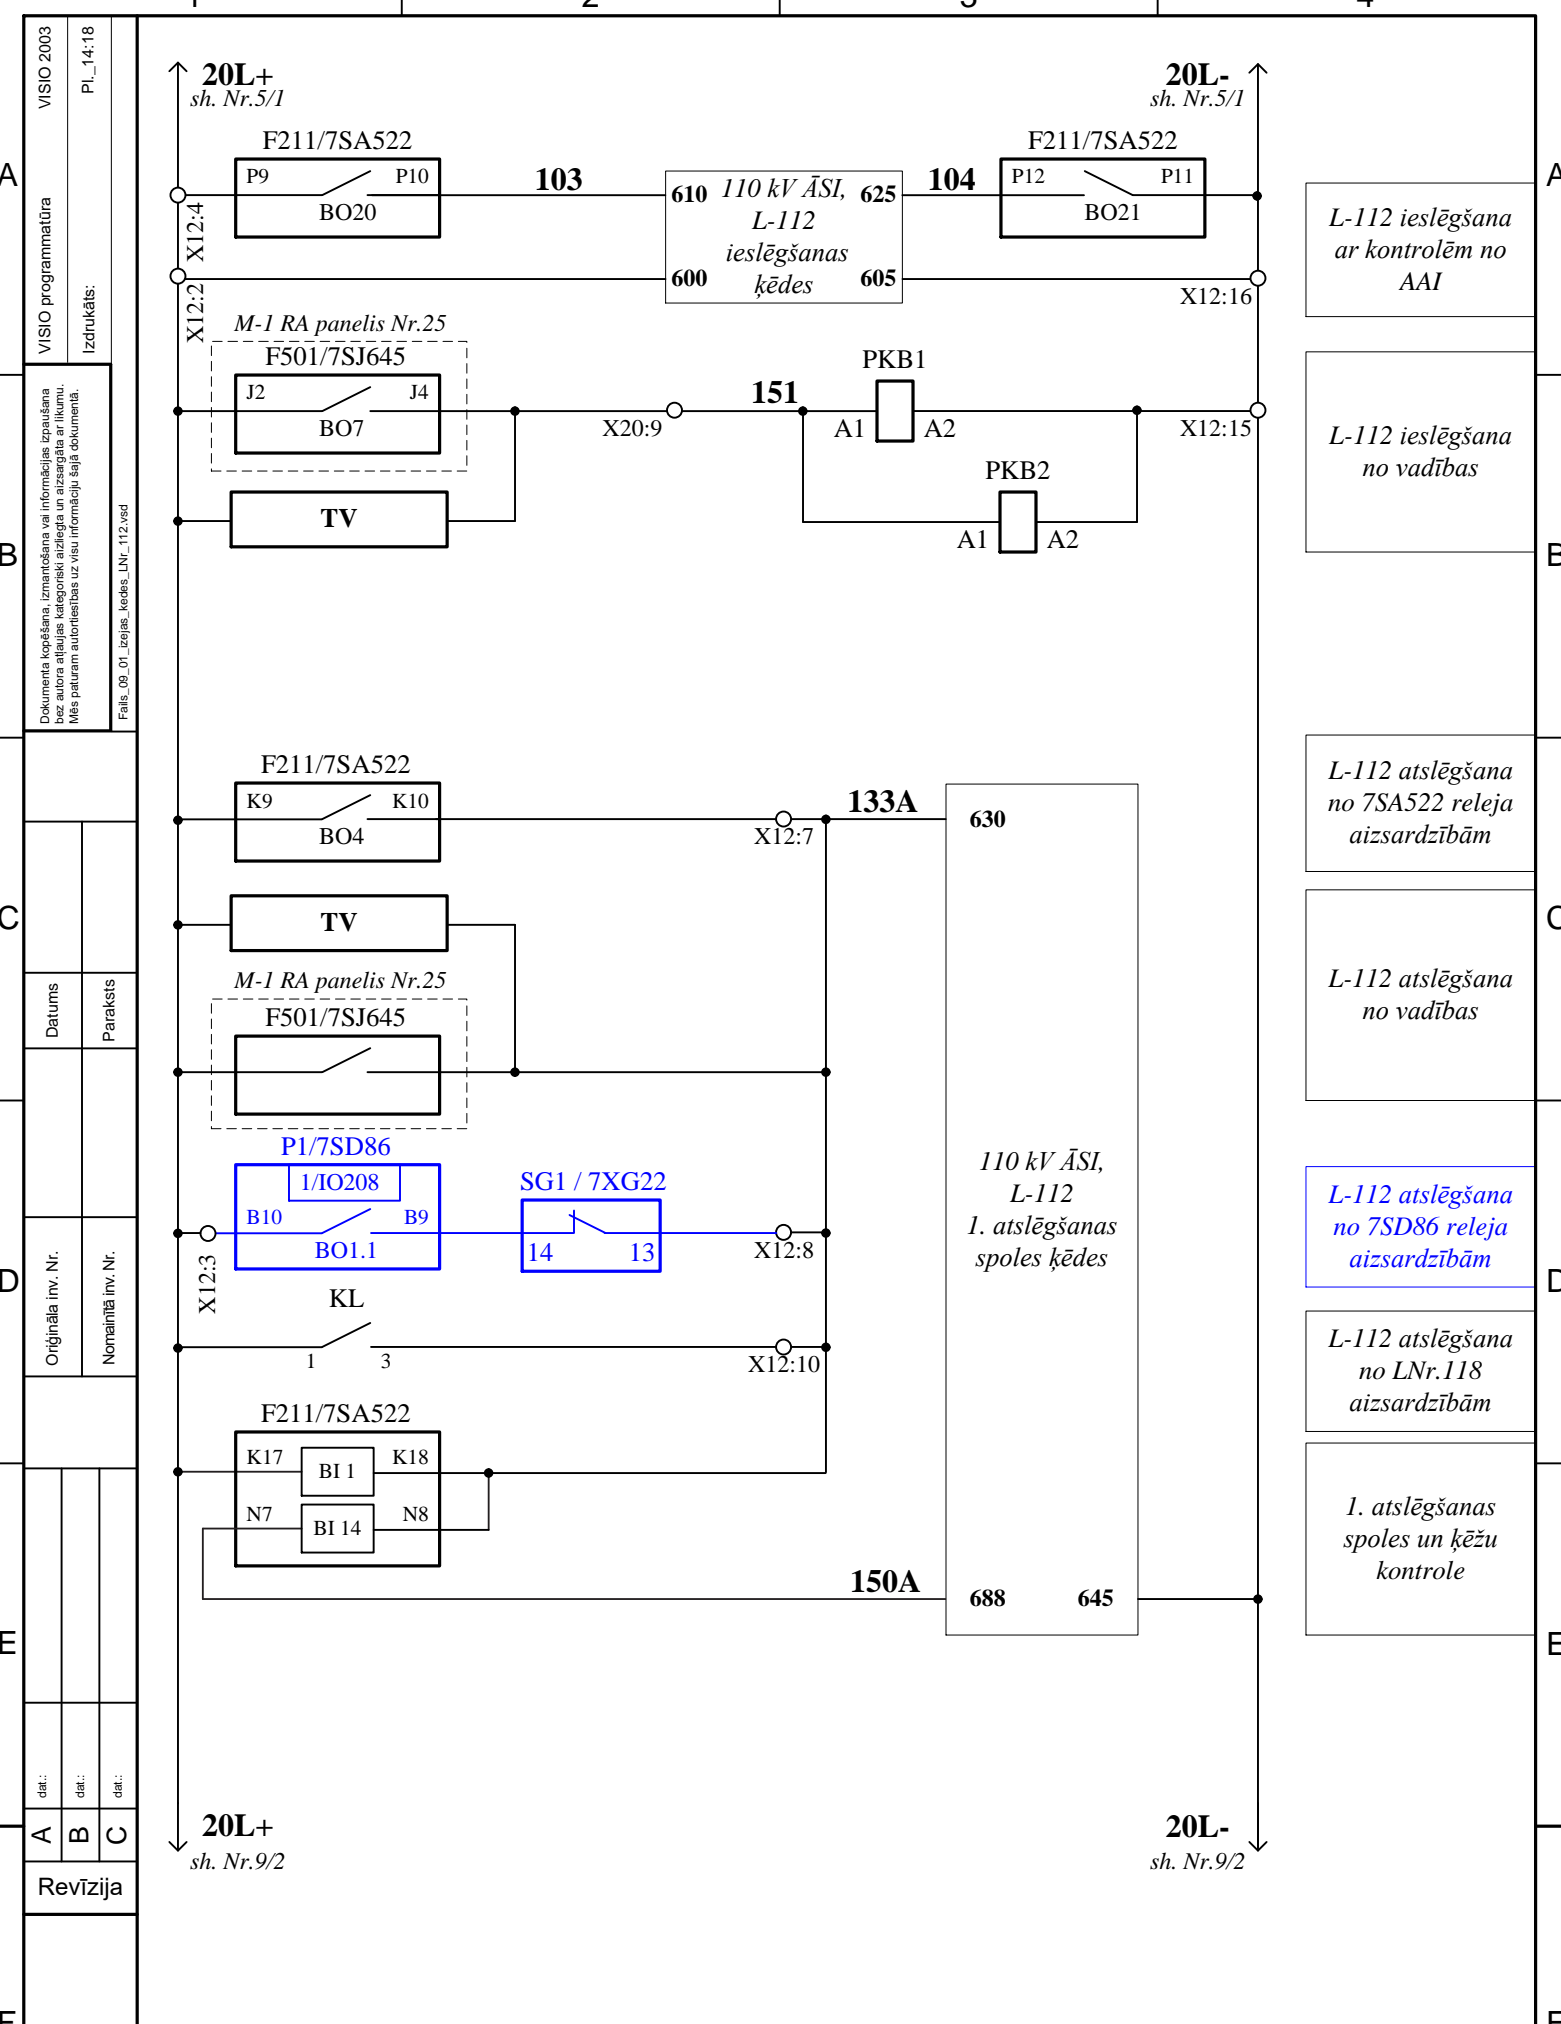 1
2
3
4
A
A
B
B
C
C
D
D
E
E
F
F
VISIO programmatūra
VISIO 2003
Izdrukāts:
Pl._14:18
Dokumenta kopēšana, izmantošana vai informācijas izpaušana
bez autora atļaujas kategoriski aizliegta un aizsargāta ar likumu.
Mēs paturam autortiesības uz visu informāciju šajā dokumentā.
Fails_09_01_izejas_kedes_LNr_112.vsd
Datums
Paraksts
Oriģināla inv. Nr.
Nomainītā inv. Nr.
dat.:
dat.:
dat.:
A
B
C
Revīzija
20L+
sh. Nr.5/1
20L-
sh. Nr.5/1
F211/7SA522
P9
P10
BO20
X12:4
103
610
110 kV ĀSI,
L-112
ieslēgšanas
ķēdes
625
600
605
104
F211/7SA522
P12
P11
BO21
X12:2
X12:16
L-112 ieslēgšana
ar kontrolēm no
AAI
M-1 RA panelis Nr.25
F501/7SJ645
J2
J4
BO7
X20:9
151
PKB1
A1
A2
X12:15
PKB2
A1
A2
TV
L-112 ieslēgšana
no vadības
F211/7SA522
K9
K10
BO4
X12:7
133A
630
L-112 atslēgšana
no 7SA522 releja
aizsardzībām
TV
M-1 RA panelis Nr.25
F501/7SJ645
L-112 atslēgšana
no vadības
P1/7SD86
1/IO208
B10
B9
BO1.1
X12:3
SG1 / 7XG22
14
13
X12:8
110 kV ĀSI,
L-112
1. atslēgšanas
spoles ķēdes
L-112 atslēgšana
no 7SD86 releja
aizsardzībām
KL
1
3
X12:10
L-112 atslēgšana
no LNr.118
aizsardzībām
F211/7SA522
K17
BI 1
K18
N7
BI 14
N8
150A
688
645
1. atslēgšanas
spoles un ķēžu
kontrole
20L+
sh. Nr.9/2
20L-
sh. Nr.9/2